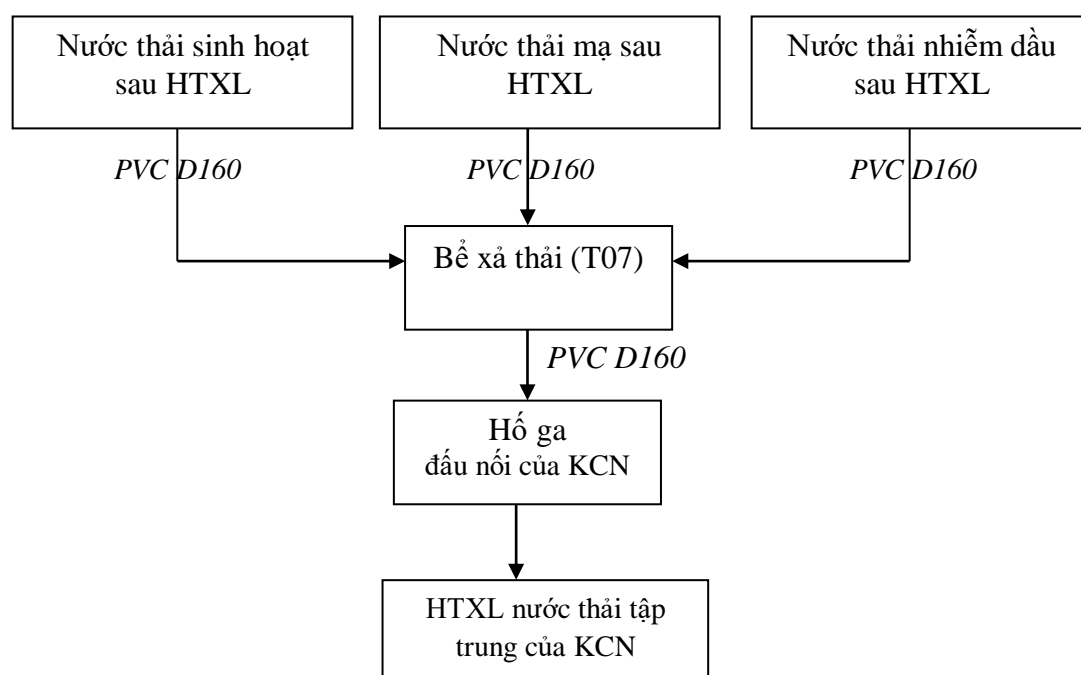 Nước thải sinh hoạt
sau HTXL
Nước thải mạ sau
HTXL
Nước thải nhiễm dầu
sau HTXL
PVC D160
PVC D160
PVC D160
Bể xả thải (T07)
PVC D160
Hố ga
đấu nối của KCN
HTXL nước thải tập
trung của KCN